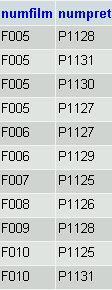 numfilm numpret
F005 P1128
F005 P1131
F005 P1130
F005 P1127
F006 P1127
F006 P1129
F007 P1125
F008 P1126
F009 P1128
F010 P1125
F010 P1131